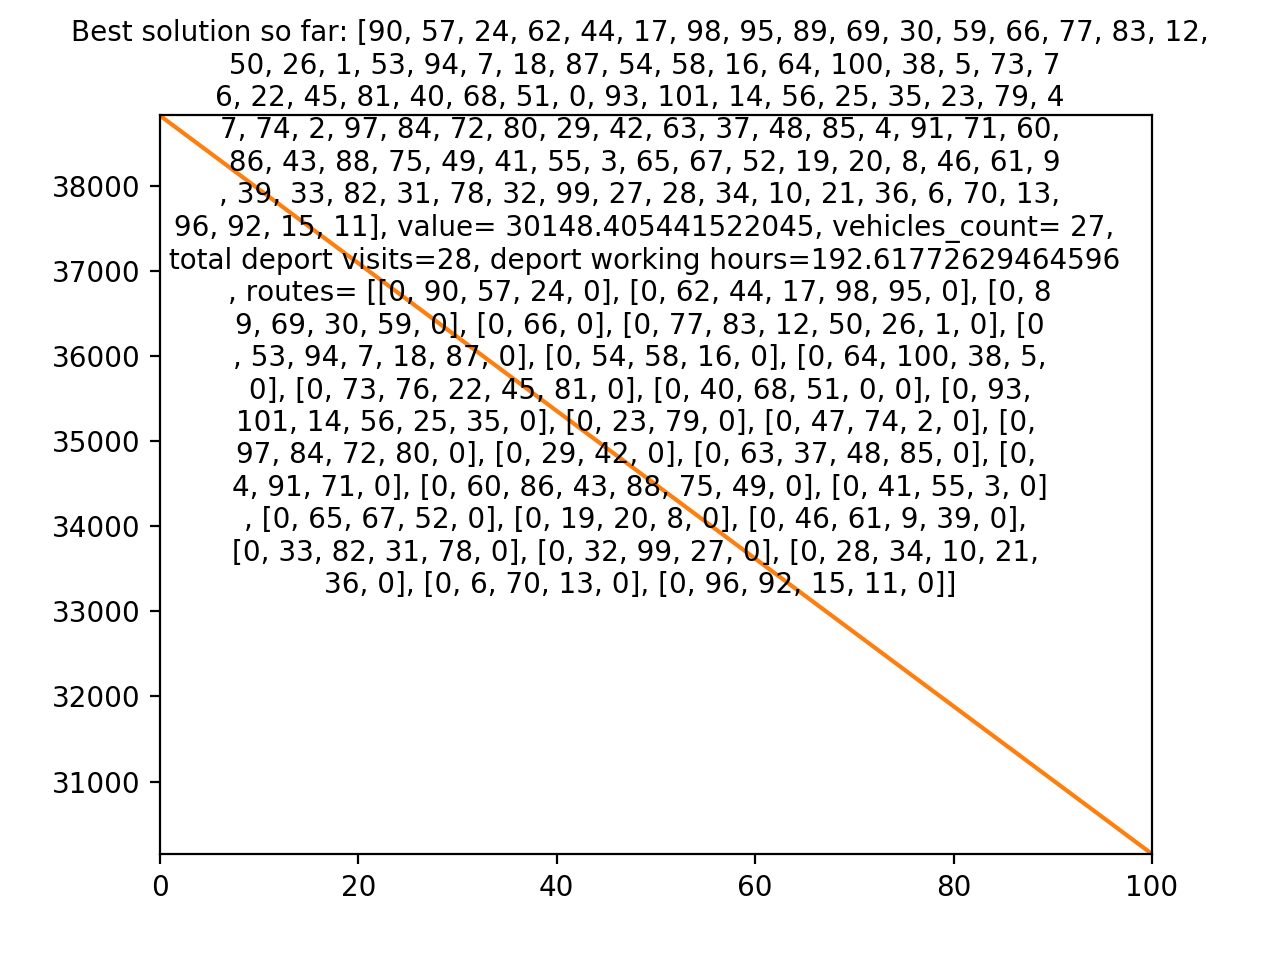 Best solution so far: [90, 57, 24, 62, 44, 17, 98, 95, 89, 69, 30, 59, 66, 77, 83, 12,
50, 26, 1, 53, 94, 7, 18, 87, 54, 58, 16, 64, 100, 38, 5, 73, 7
6, 22, 45, 81, 40, 68, 51, 0, 93, 101, 14, 56, 25, 35, 23, 79, 4
7, 74, 2, 97, 84, 72, 80, 29, 42, 63, 37, 48, 85, 4, 91, 71, 60,
86, 43, 88, 75, 49, 41, 55, 3, 65, 67, 52, 19, 20, 8, 46, 61, 9
, 39, 33, 82, 31, 78, 32, 99, 27, 28, 34, 10, 21, 36, 6, 70, 13,
96, 92, 15, 11], value= 30148.405441522045, vehicles_count= 27,
total deport visits=28, deport working hours=192.61772629464596
, routes= [[0, 90, 57, 24, 0], [0, 62, 44, 17, 98, 95, 0], [0, 8
9, 69, 30, 59, 0], [0, 66, 0], [0, 77, 83, 12, 50, 26, 1, 0], [0
, 53, 94, 7, 18, 87, 0], [0, 54, 58, 16, 0], [0, 64, 100, 38, 5,
0], [0, 73, 76, 22, 45, 81, 0], [0, 40, 68, 51, 0, 0], [0, 93,
101, 14, 56, 25, 35, 0], [0, 23, 79, 0], [0, 47, 74, 2, 0], [0,
97, 84, 72, 80, 0], [0, 29, 42, 0], [0, 63, 37, 48, 85, 0], [0,
4, 91, 71, 0], [0, 60, 86, 43, 88, 75, 49, 0], [0, 41, 55, 3, 0]
, [0, 65, 67, 52, 0], [0, 19, 20, 8, 0], [0, 46, 61, 9, 39, 0],
[0, 33, 82, 31, 78, 0], [0, 32, 99, 27, 0], [0, 28, 34, 10, 21,
36, 0], [0, 6, 70, 13, 0], [0, 96, 92, 15, 11, 0]]
38000
37000
36000
35000
34000
33000
32000
31000
0 20 40 60 80 100